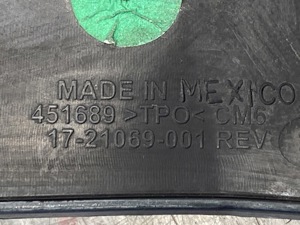 MADE IN MEXICO
451689 >TPO< CM5
17-21069-001 REV